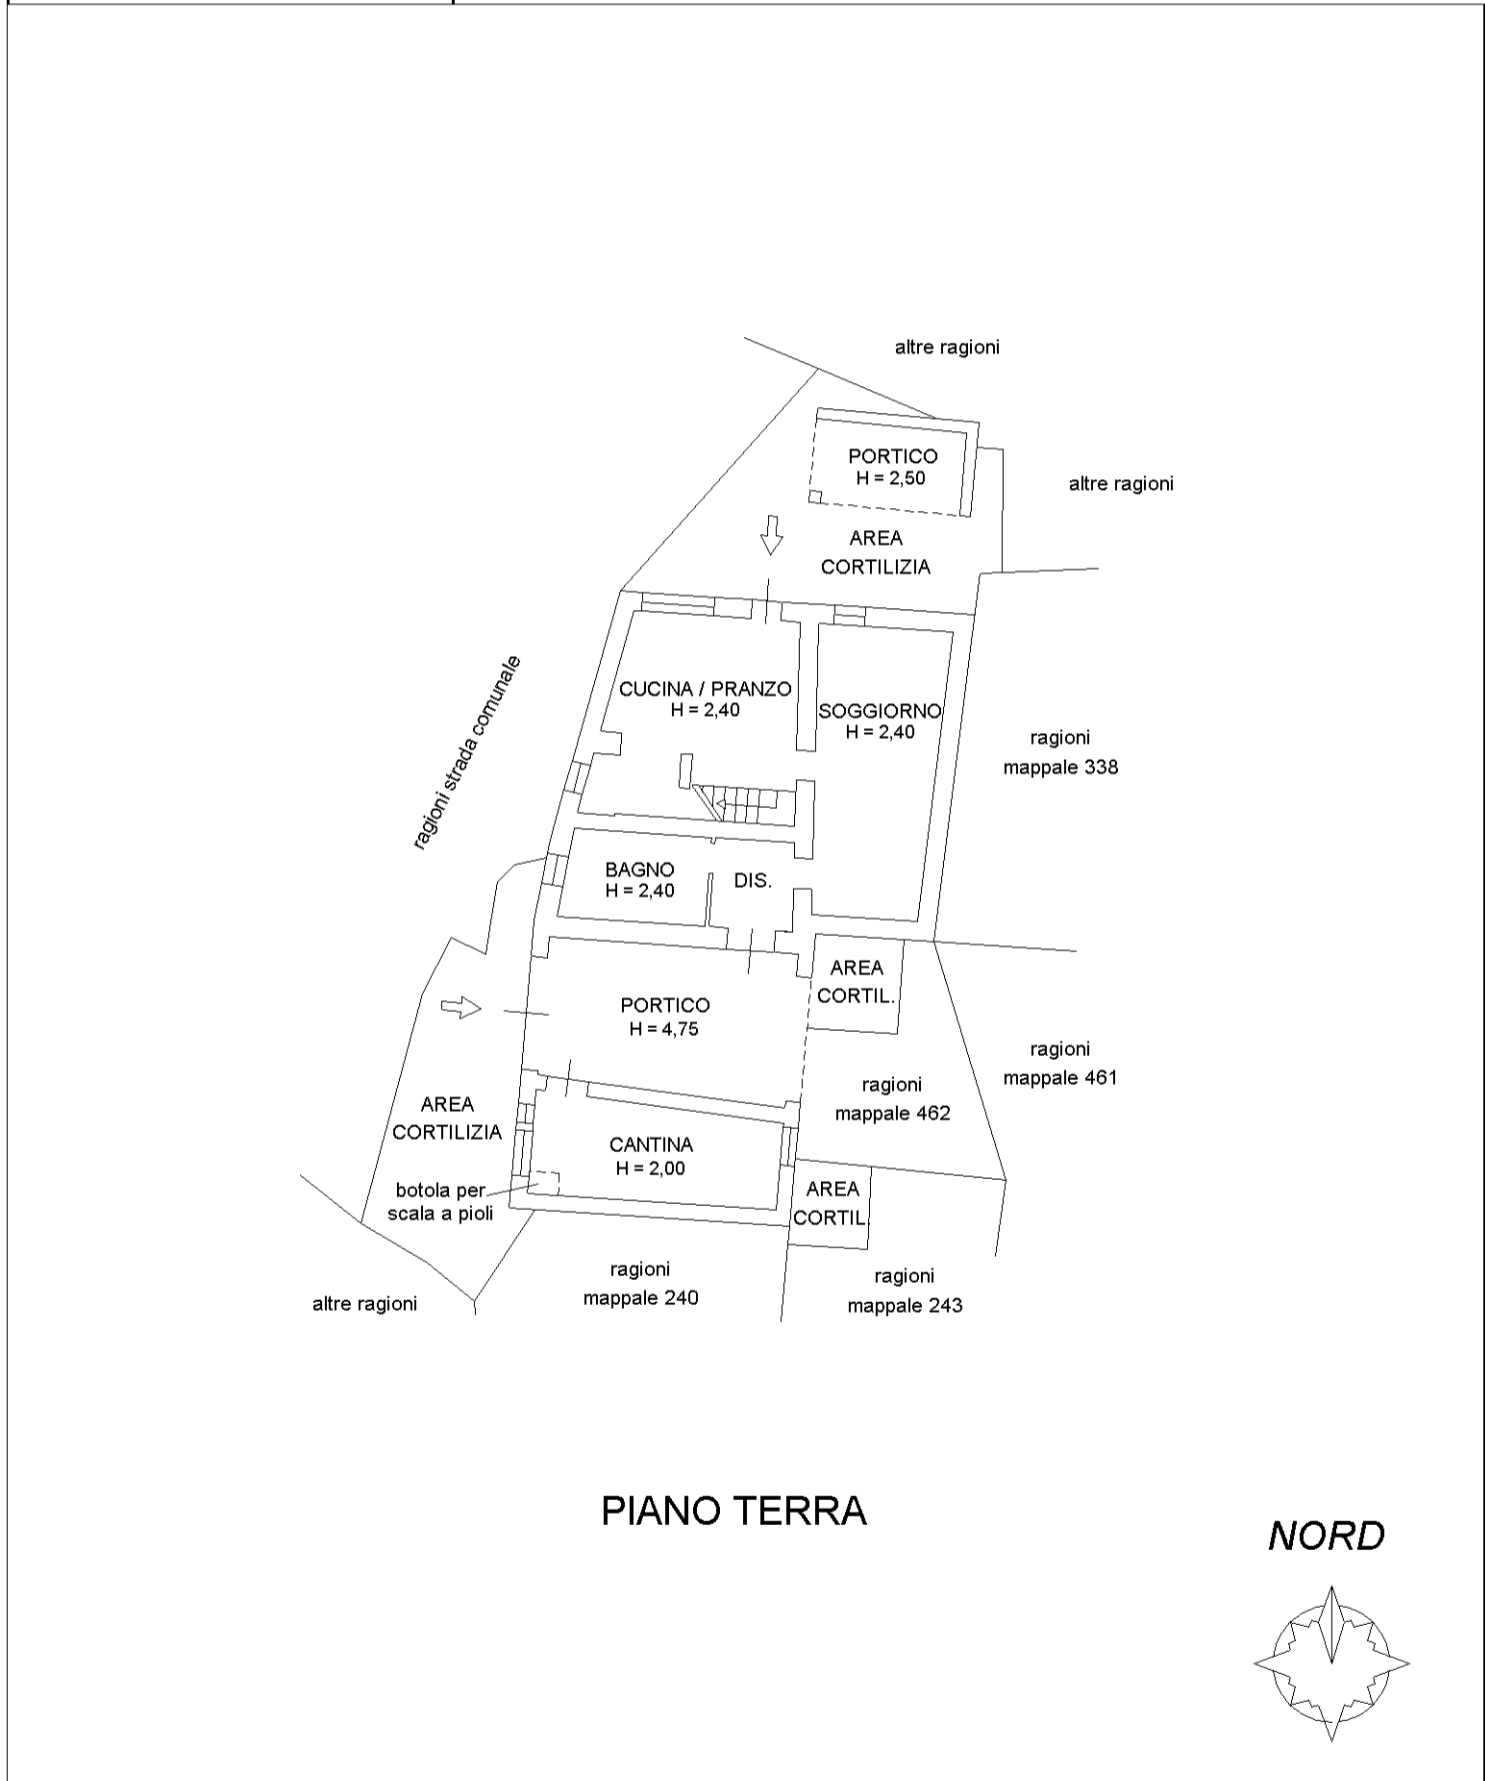 altre ragioni
PORTICO
H = 2,50
altre ragioni
AREA
CORTILIZIA
ragioni strada comunale
CUCINA / PRANZO
H = 2,40
SOGGIORNO
H = 2,40
ragioni
mappale 338
BAGNO
H = 2,40
DIS.
AREA
CORTIL.
PORTICO
H = 4,75
ragioni
mappale 461
ragioni
mappale 462
AREA
CORTILIZIA
CANTINA
H = 2,00
botola per
scala a pioli
AREA
CORTIL.
ragioni
mappale 240
ragioni
mappale 243
altre ragioni
PIANO TERRA
NORD